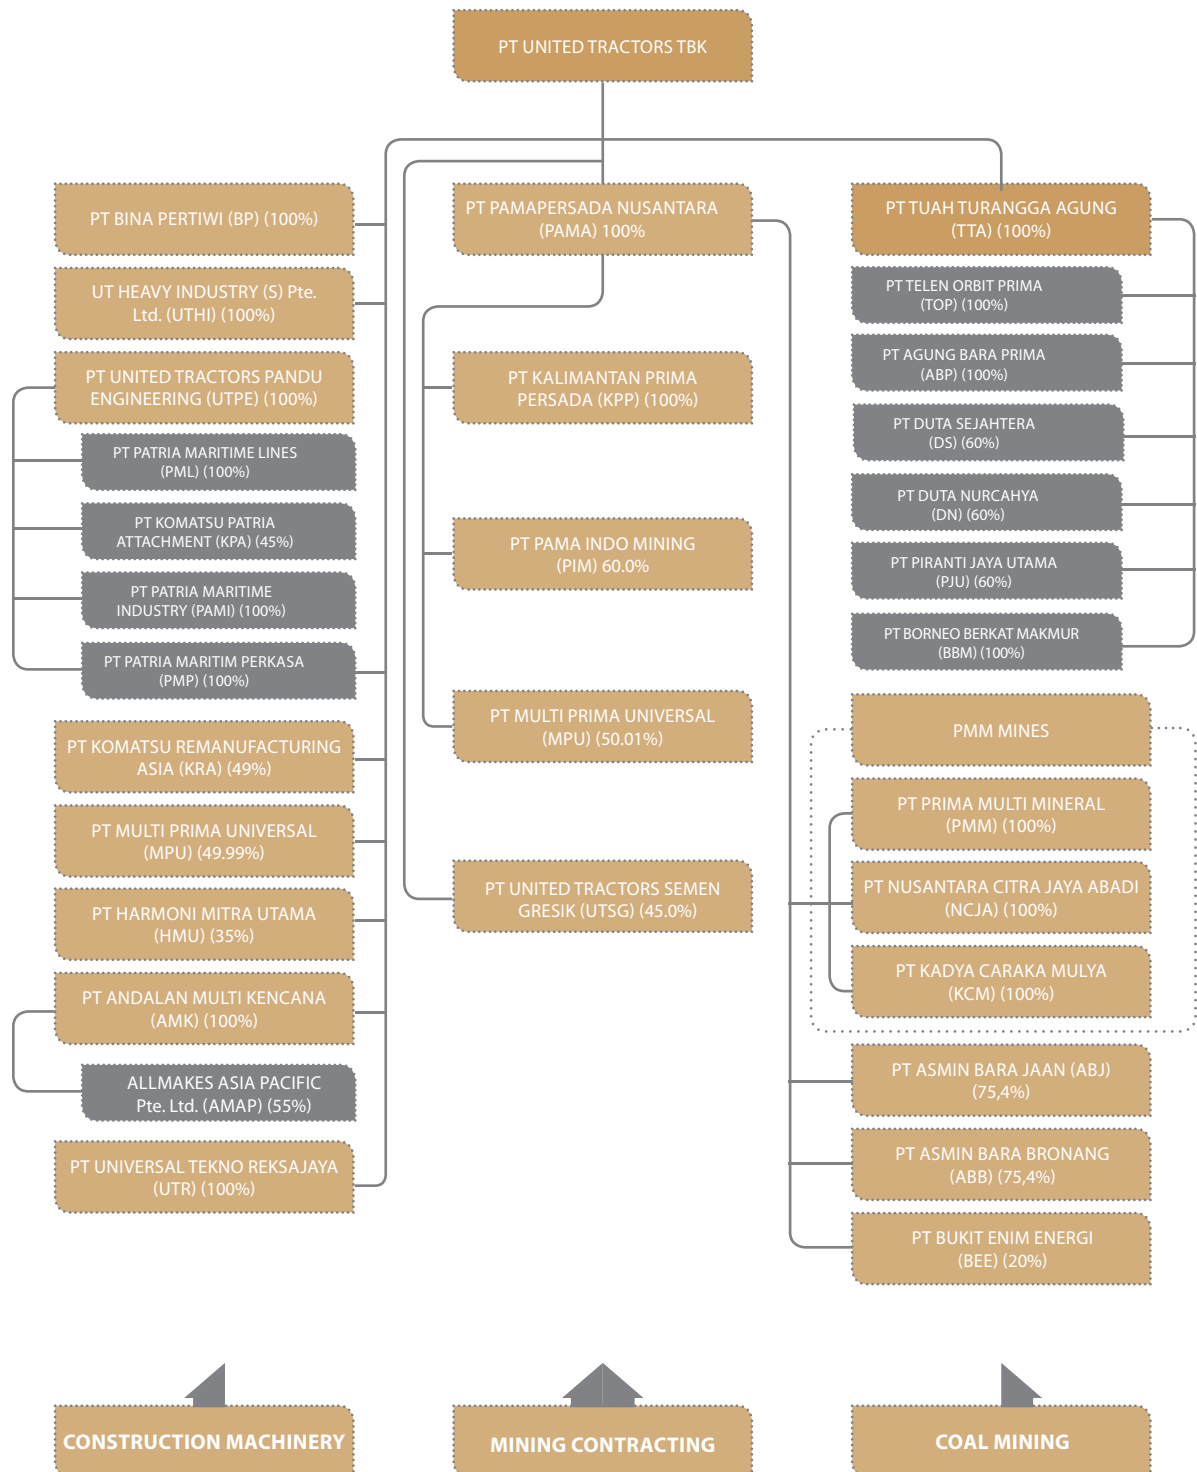 PT UNITED TRACTORS TBK
PT BINA PERTIWI (BP) (100%)
UT HEAVY INDUSTRY (S) Pte.
Ltd. (UTHI) (100%)
PT UNITED TRACTORS PANDU
ENGINEERING (UTPE) (100%)
PT PATRIA MARITIME LINES
(PML) (100%)
PT KOMATSU PATRIA
ATTACHMENT (KPA) (45%)
PT PATRIA MARITIME
INDUSTRY (PAMI) (100%)
PT PATRIA MARITIM PERKASA
(PMP) (100%)
PT KOMATSU REMANUFACTURING
ASIA (KRA) (49%)
PT MULTI PRIMA UNIVERSAL
(MPU) (49.99%)
PT HARMONI MITRA UTAMA
(HMU) (35%)
PT ANDALAN MULTI KENCANA
(AMK) (100%)
ALLMAKES ASIA PACIFIC
Pte. Ltd. (AMAP) (55%)
PT UNIVERSAL TEKNO REKSAJAYA
(UTR) (100%)
PT PAMAPERSADA NUSANTARA
(PAMA) 100%
PT KALIMANTAN PRIMA
PERSADA (KPP) (100%)
PT PAMA INDO MINING
(PIM) 60.0%
PT MULTI PRIMA UNIVERSAL
(MPU) (50.01%)
PT UNITED TRACTORS SEMEN
GRESIK (UTSG) (45.0%)
PT TUAH TURANGGA AGUNG
(TTA) (100%)
PT TELEN ORBIT PRIMA
(TOP) (100%)
PT AGUNG BARA PRIMA
(ABP) (100%)
PT DUTA SEJAHTERA
(DS) (60%)
PT DUTA NURCAHYA
(DN) (60%)
PT PIRANTI JAYA UTAMA
(PJU) (60%)
PT BORNEO BERKAT MAKMUR
(BBM) (100%)
PMM MINES
PT PRIMA MULTI MINERAL
(PMM) (100%)
PT NUSANTARA CITRA JAYA ABADI
(NCJA) (100%)
PT KADYA CARAKA MULYA
(KCM) (100%)
PT ASMIN BARA JAAN (ABJ)
(75,4%)
PT ASMIN BARA BRONANG
(ABB) (75,4%)
PT BUKIT ENIM ENERGI
(BEE) (20%)
CONSTRUCTION MACHINERY
MINING CONTRACTING
COAL MINING